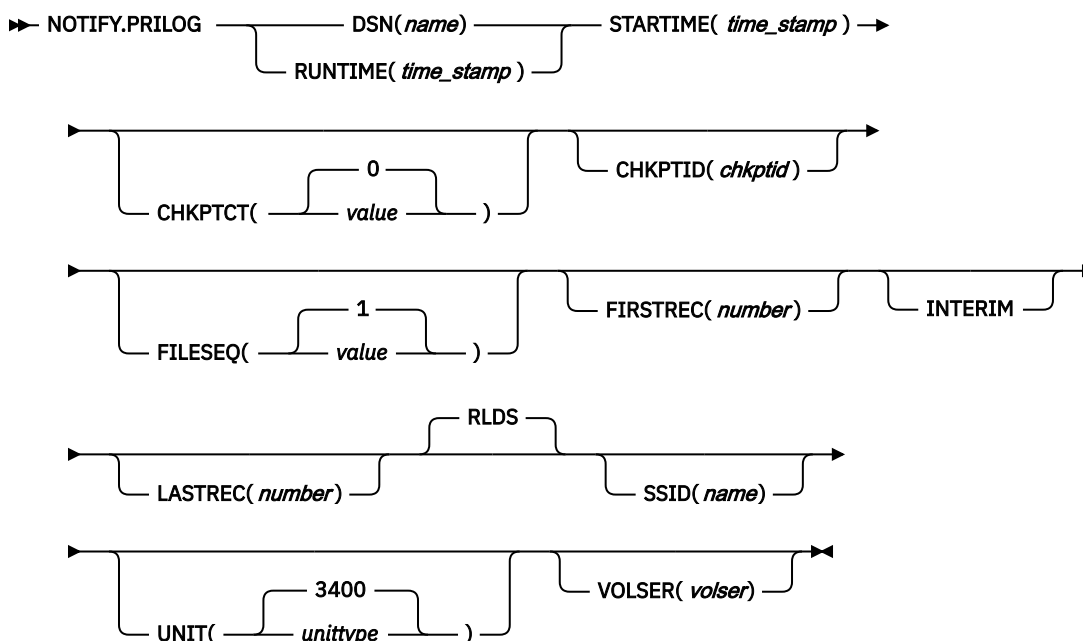 NOTIFY.PRILOG DSN(name) STARTIME( time_stamp )
RUNTIME( time_stamp )
0
CHKPTCT( value )
CHKPTID( chkptid )
1
FILESEQ( value )
FIRSTREC( number )
INTERIM
RLDS
LASTREC( number )
SSID( name)
3400
UNIT( unittype )
VOLSER( volser)